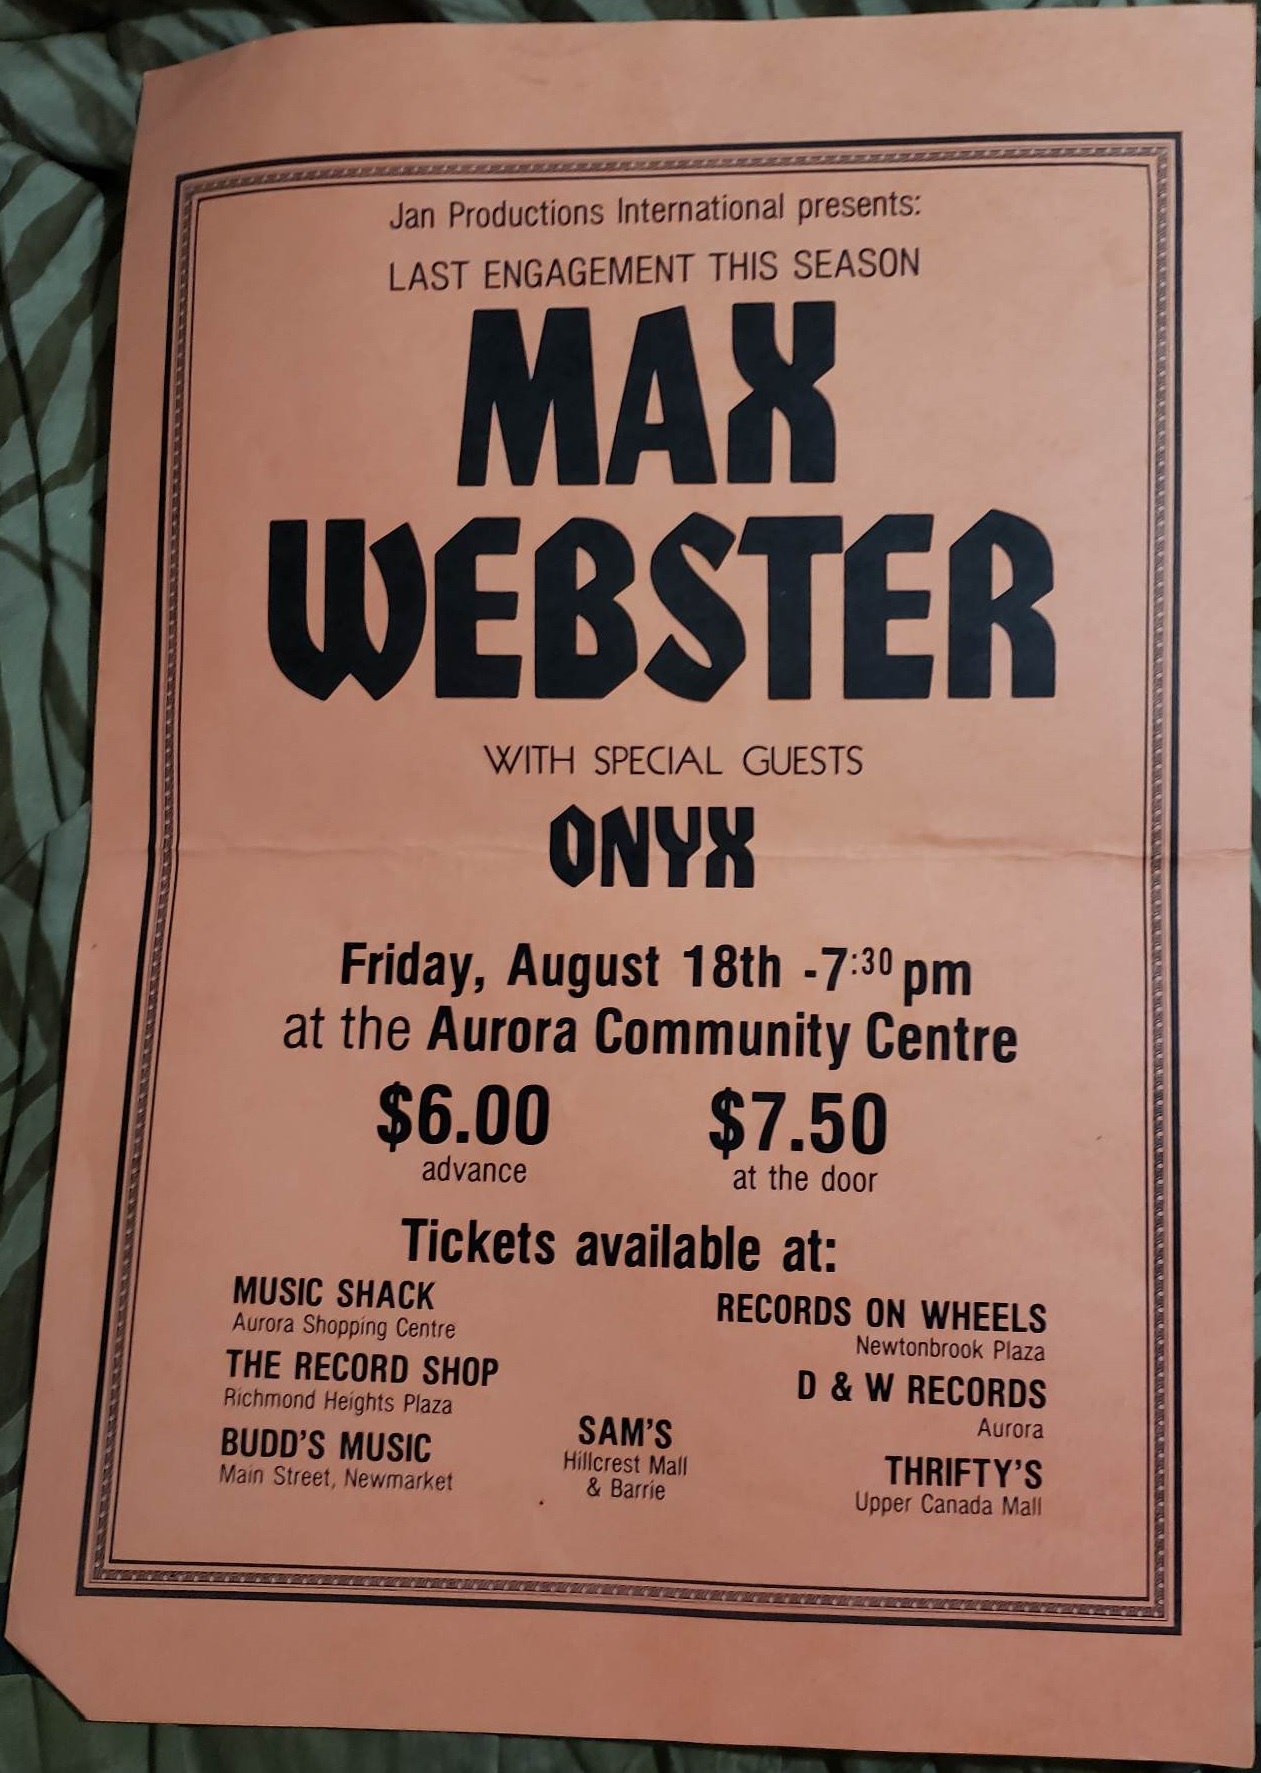 Jan Productions International presents:
LAST ENGAGEMENT THIS SEASON
MAX
WEBSTER
WITH SPECIAL GUESTS
ONYX
Friday, August 18th -7:30 pm
at the Aurora Community Centre
$6.00 $7.50
advance at the door
Tickets available at:
MUSIC SHACK
Aurora Shopping Centre
THE RECORD SHOP
Richmond Heights Plaza
BUDD'S MUSIC
Main Street, Newmarket
SAM'S
Hillcrest Mall
& Barrie
RECORDS ON WHEELS
Newtonbrook Plaza
D & W RECORDS
Aurora
THRIFTY'S
Upper Canada Mall